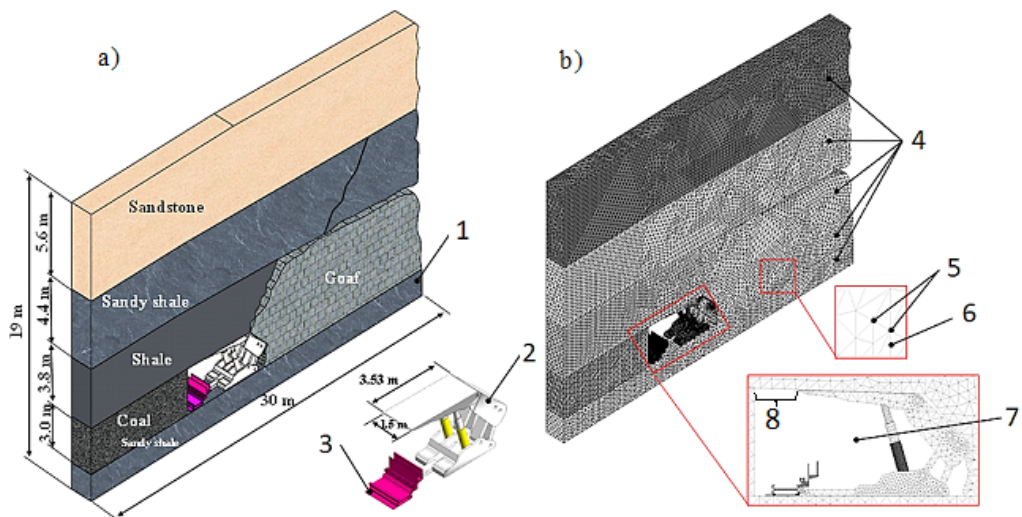 a)
b)
Sandstone
Sandy shale
Shale
Coal
Sandy shale
Goaf
19 m
5.6 m
4.4 m
3.8 m
3.0 m
30 m
3.53 m
1.5 m
1
2
3
4
5
6
7
8